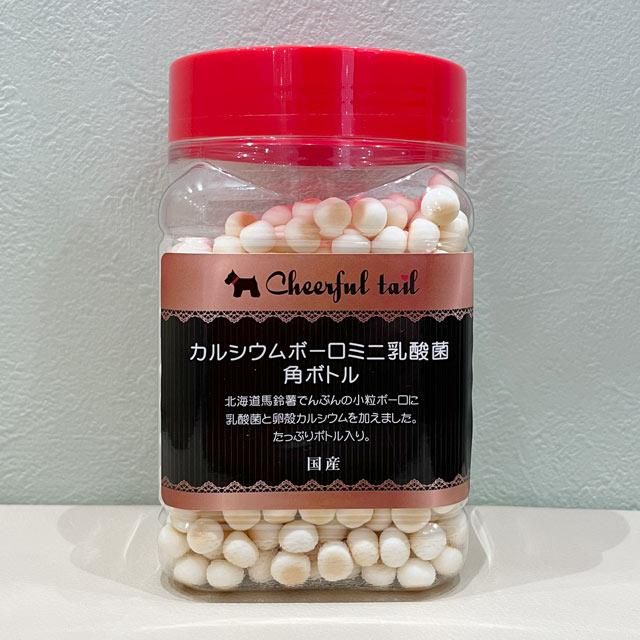 Cheerful tail
カルシウムボーロミニ乳酸菌
角ボトル
北海道馬鈴薯でんぷんの小粒ボーロに
乳酸菌と卵殻カルシウムを加えました。
たっぷりボトル入り。
国産